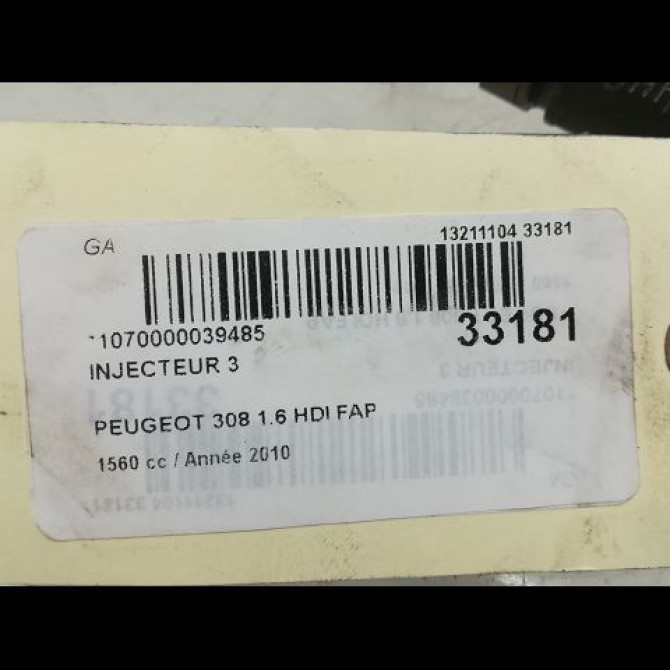 GA
13211104 33181
*1070000039485
33181
INJECTEUR 3
PEUGEOT 308 1.6 HDI FAP
1560 cc / Année 2010